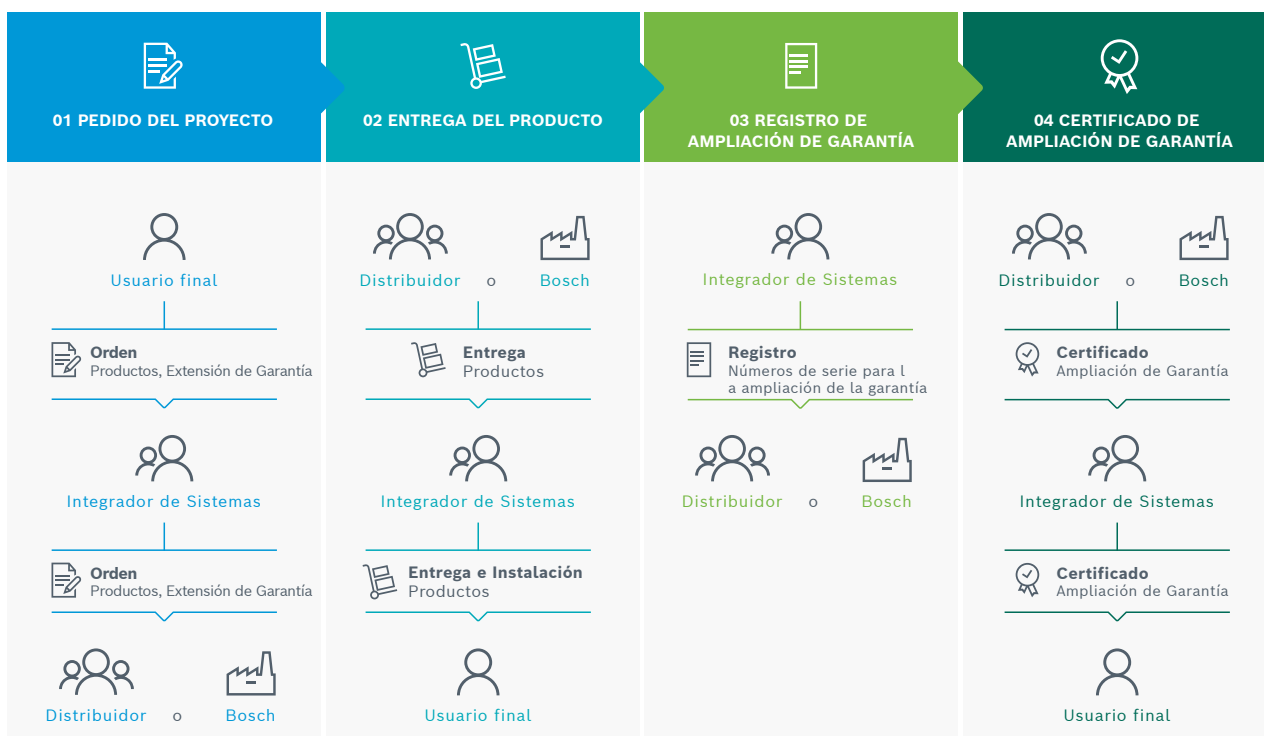 01 PEDIDO DEL PROYECTO
Usuario final
Orden
Productos, Extensión de Garantía
Integrador de Sistemas
Orden
Productos, Extensión de Garantía
Distribuidor o Bosch
02 ENTREGA DEL PRODUCTO
Distribuidor o Bosch
Entrega
Productos
Integrador de Sistemas
Entrega e Instalación
Productos
Usuario final
03 REGISTRO DE
AMPLIACIÓN DE GARANTÍA
Integrador de Sistemas
Registro
Números de serie para l
a ampliación de la garantía
Distribuidor o Bosch
04 CERTIFICADO DE
AMPLIACIÓN DE GARANTÍA
Distribuidor o Bosch
Certificado
Ampliación de Garantía
Integrador de Sistemas
Certificado
Ampliación de Garantía
Usuario final